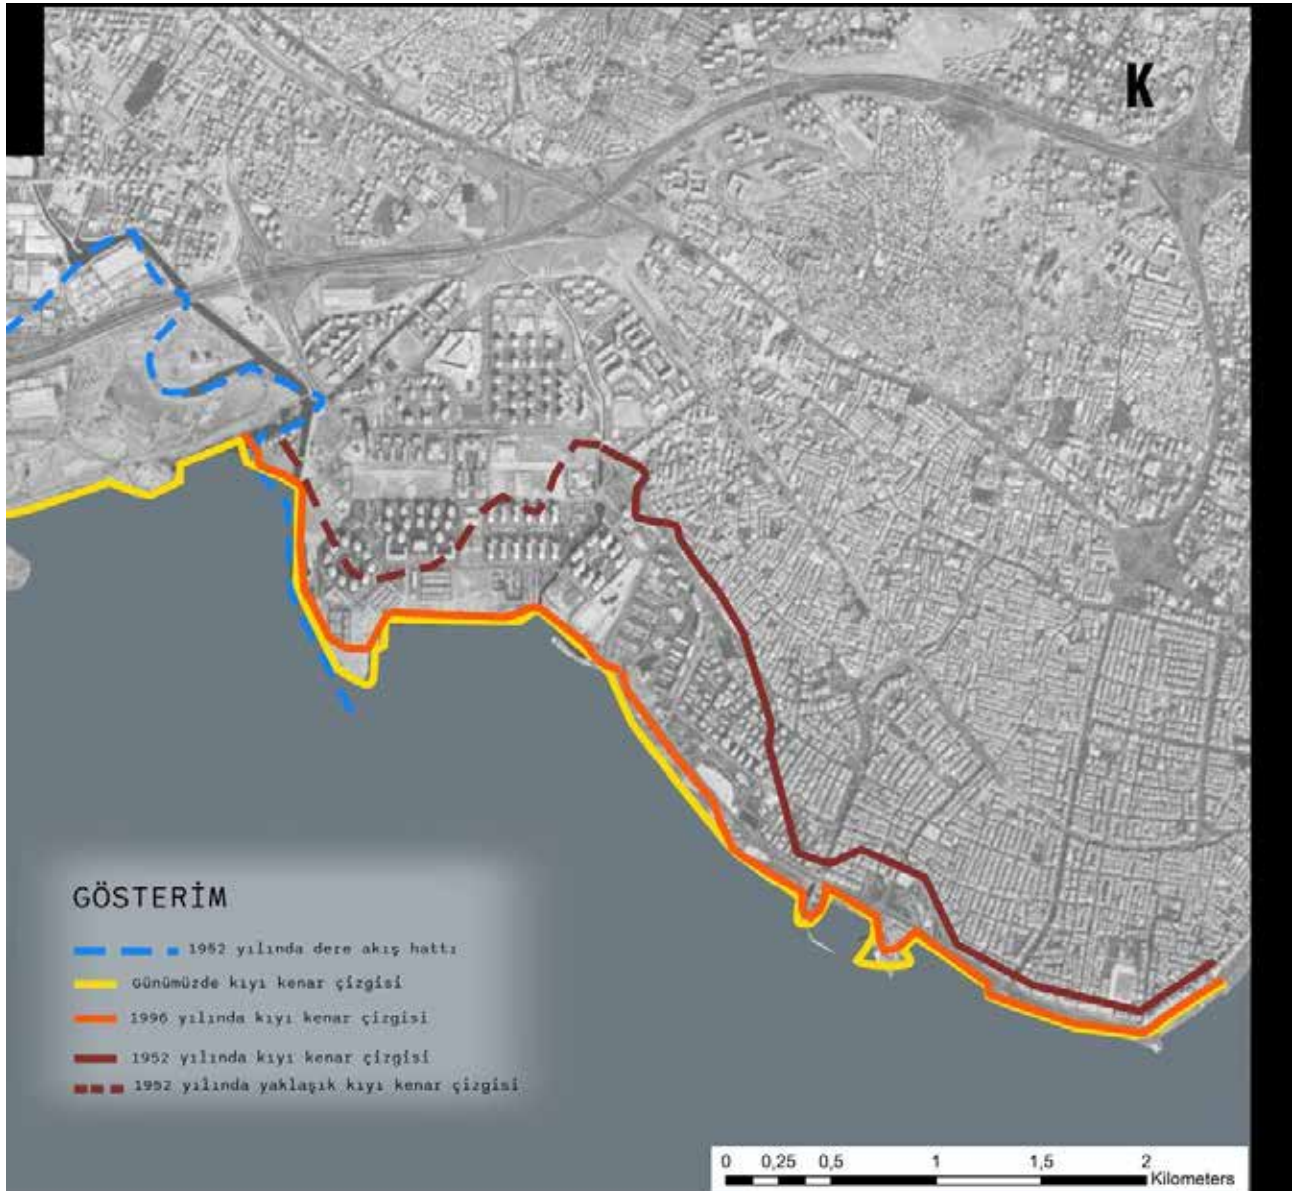 K
GÖSTERİM
1952 yılında dere akış hattı
Günümüzde kıyı kenar çizgisi
1996 yılında kıyı kenar çizgisi
1952 yılında kıyı kenar çizgisi
1952 yılında yaklaşık kıyı kenar çizgisi
0 0,25 0,5 1 1,5 2
Kilometers